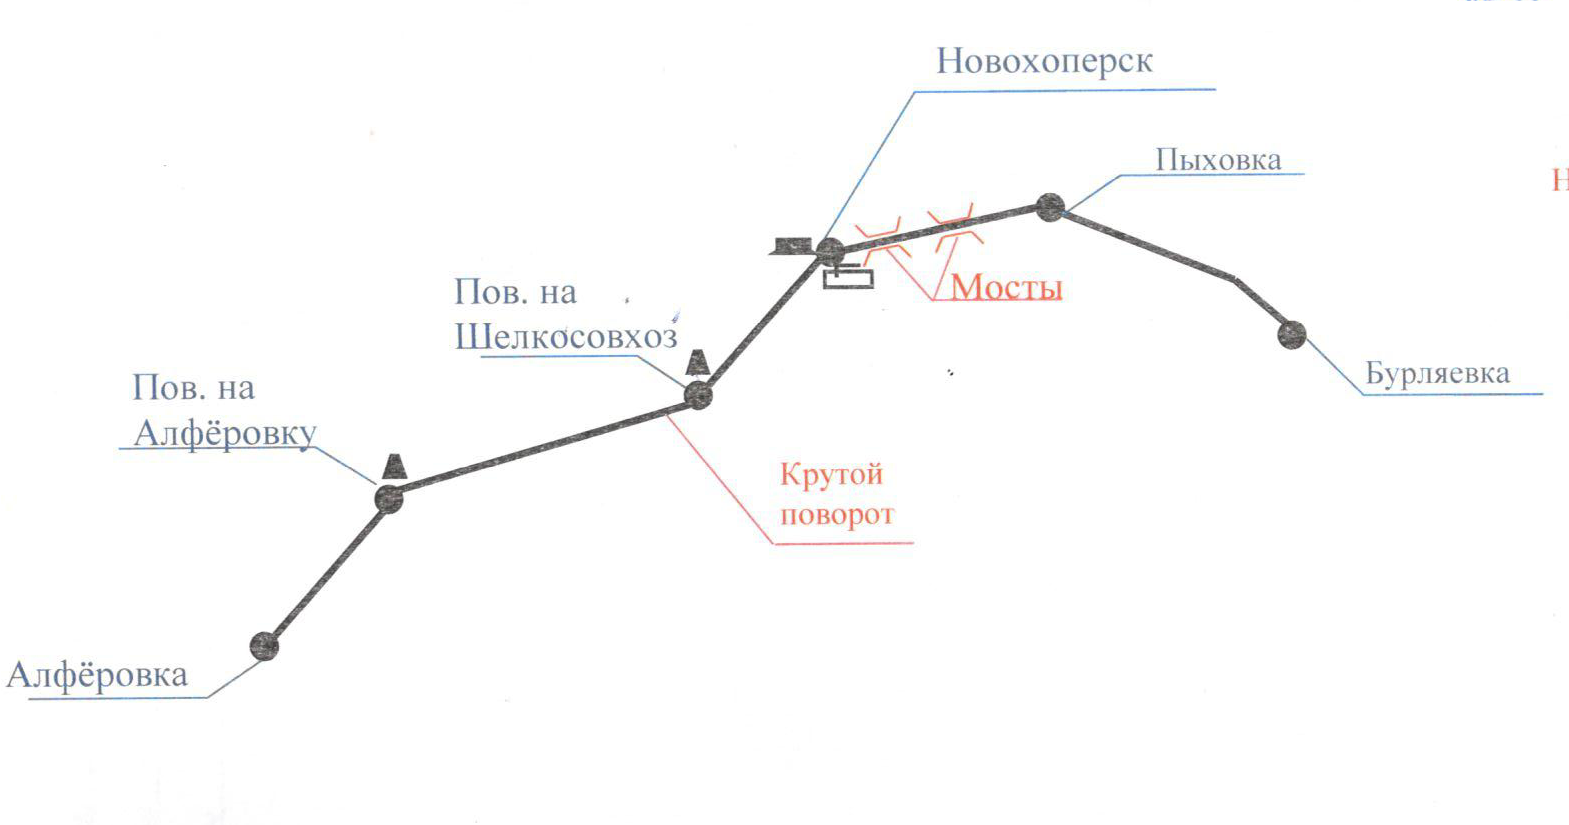 Новохоперск
Пыховка
Пов. на
Шелкосовхоз
Мосты
Пов. на
Алфёровку
Бурляевка
Крутой
поворот
Алфёровка
Н